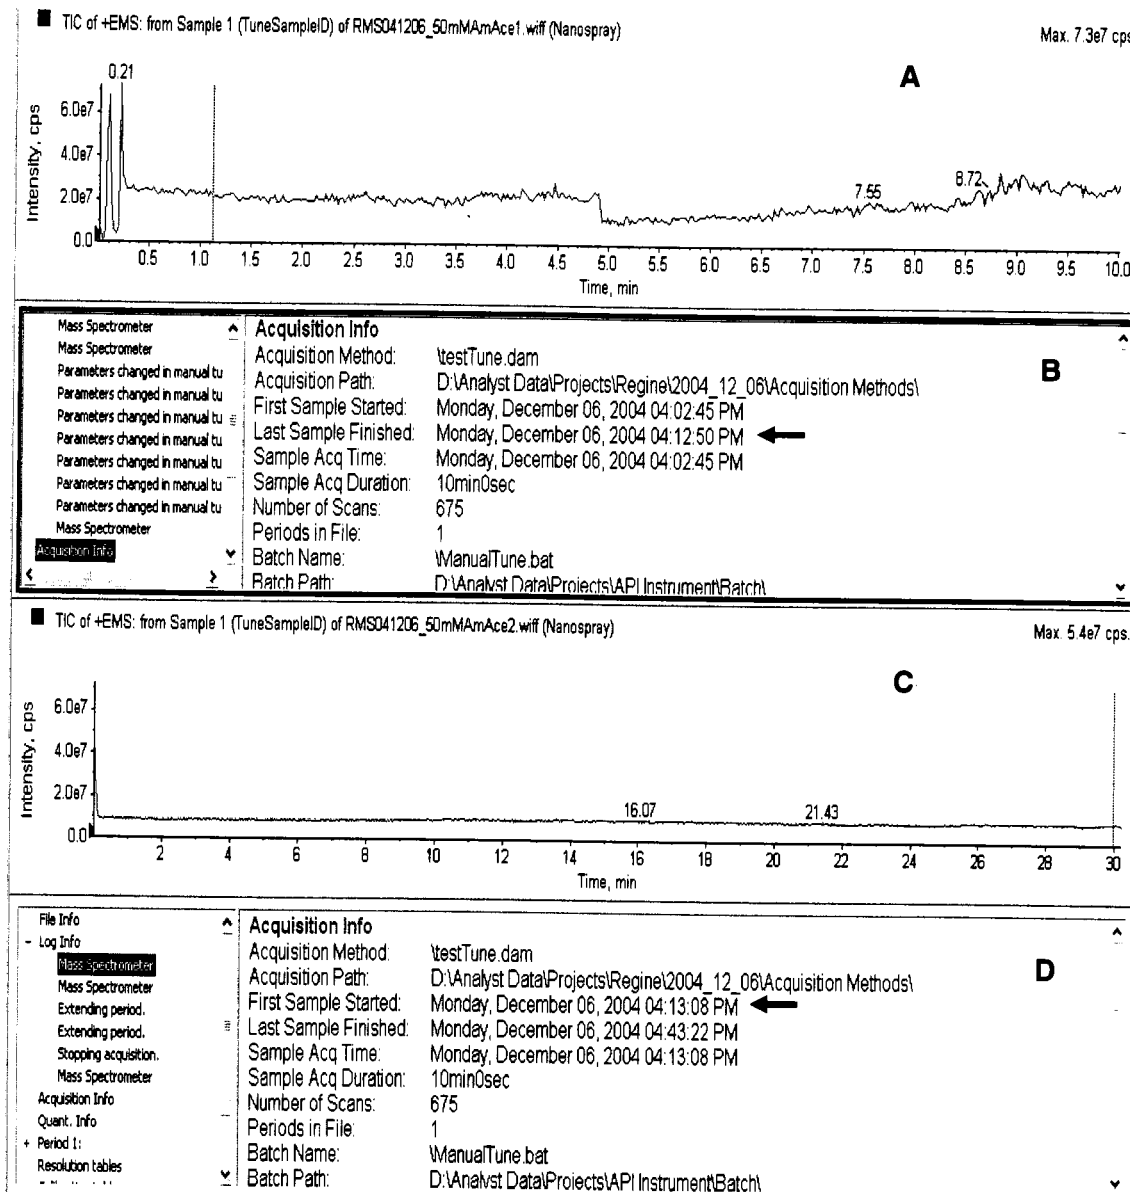 TIC of +EMS: from Sample 1 (TuneSampleID) of RMS041206_50mMAmAce1.wiff (Nanospray)
Max. 7.3e7 cps
A
0.21
7.55
8.72
Intensity, cps
6.0e7
4.0e7
2.0e7
0.0
0.5 1.0 1.5 2.0 2.5 3.0 3.5 4.0 4.5 5.0 5.5 6.0 6.5 7.0 7.5 8.0 8.5 9.0 9.5 10.0
Time, min
Mass Spectrometer
Mass Spectrometer
Parameters changed in manual tu
Parameters changed in manual tu
Parameters changed in manual tu
Parameters changed in manual tu
Parameters changed in manual tu
Parameters changed in manual tu
Parameters changed in manual tu
Mass Spectrometer
Acquisition Info
B
Acquisition Info
Acquisition Method: \testTune.dam
Acquisition Path: D:\Analyst Data\Projects\Regine\2004_12_06\Acquisition Methods\
First Sample Started: Monday, December 06, 2004 04:02:45 PM
Last Sample Finished: Monday, December 06, 2004 04:12:50 PM
Sample Acq Time: Monday, December 06, 2004 04:02:45 PM
Sample Acq Duration: 10min0sec
Number of Scans: 675
Periods in File: 1
Batch Name: \ManualTune.bat
Batch Path: D:\Analyst Data\Projects\API Instrument\Batch\
TIC of +EMS: from Sample 1 (TuneSampleID) of RMS041206_50mMAmAce2.wiff (Nanospray)
Max. 5.4e7 cps.
C
16.07
21.43
Intensity, cps
6.0e7
4.0e7
2.0e7
0.0
2 4 6 8 10 12 14 16 18 20 22 24 26 28 30
Time, min
File Info
Log Info
Mass Spectrometer
Mass Spectrometer
Extending period.
Extending period.
Stopping acquisition.
Mass Spectrometer
Acquisition Info
Quant. Info
+ Period 1:
Resolution tables
D
Acquisition Info
Acquisition Method: \testTune.dam
Acquisition Path: D:\Analyst Data\Projects\Regine\2004_12_06\Acquisition Methods\
First Sample Started: Monday, December 06, 2004 04:13:08 PM
Last Sample Finished: Monday, December 06, 2004 04:43:22 PM
Sample Acq Time: Monday, December 06, 2004 04:13:08 PM
Sample Acq Duration: 10min0sec
Number of Scans: 675
Periods in File: 1
Batch Name: \ManualTune.bat
Batch Path: D:\Analyst Data\Projects\API Instrument\Batch\